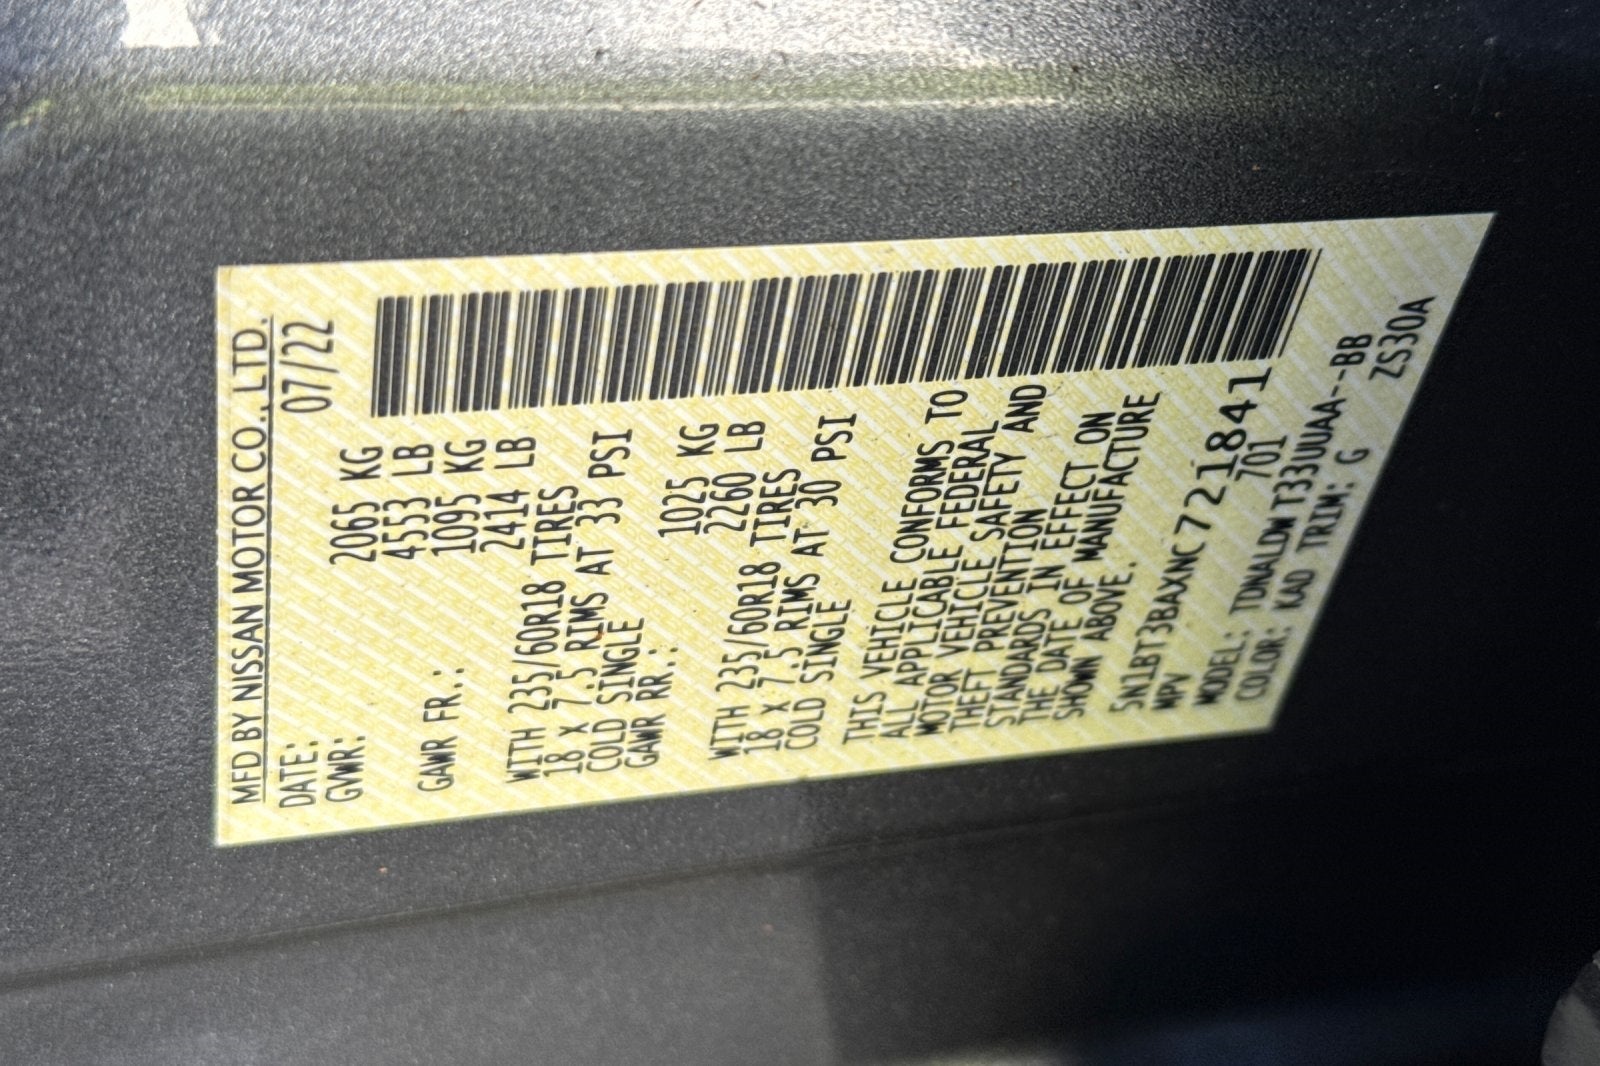 MFD BY NISSAN MOTOR CO., LTD.
DATE: 07/22
GVWR: 2065 KG
4553 LB
GAWR FR.: 1095 KG
2414 LB
WITH 235/60R18 TIRES
18 X 7.5 RIMS AT 33 PSI
COLD SINGLE
GAWR RR.: 1025 KG
2260 LB
WITH 235/60R18 TIRES
18 X 7.5 RIMS AT 30 PSI
COLD SINGLE
THIS VEHICLE CONFORMS TO
ALL APPLICABLE FEDERAL
MOTOR VEHICLE SAFETY AND
THEFT PREVENTION
STANDARDS IN EFFECT ON
THE DATE OF MANUFACTURE
SHOWN ABOVE.
5N1BT3BAXNC721841
MPV 701
MODEL: TDNALDWT33UUAA--BB
COLOR: KAD TRIM: G ZS30A